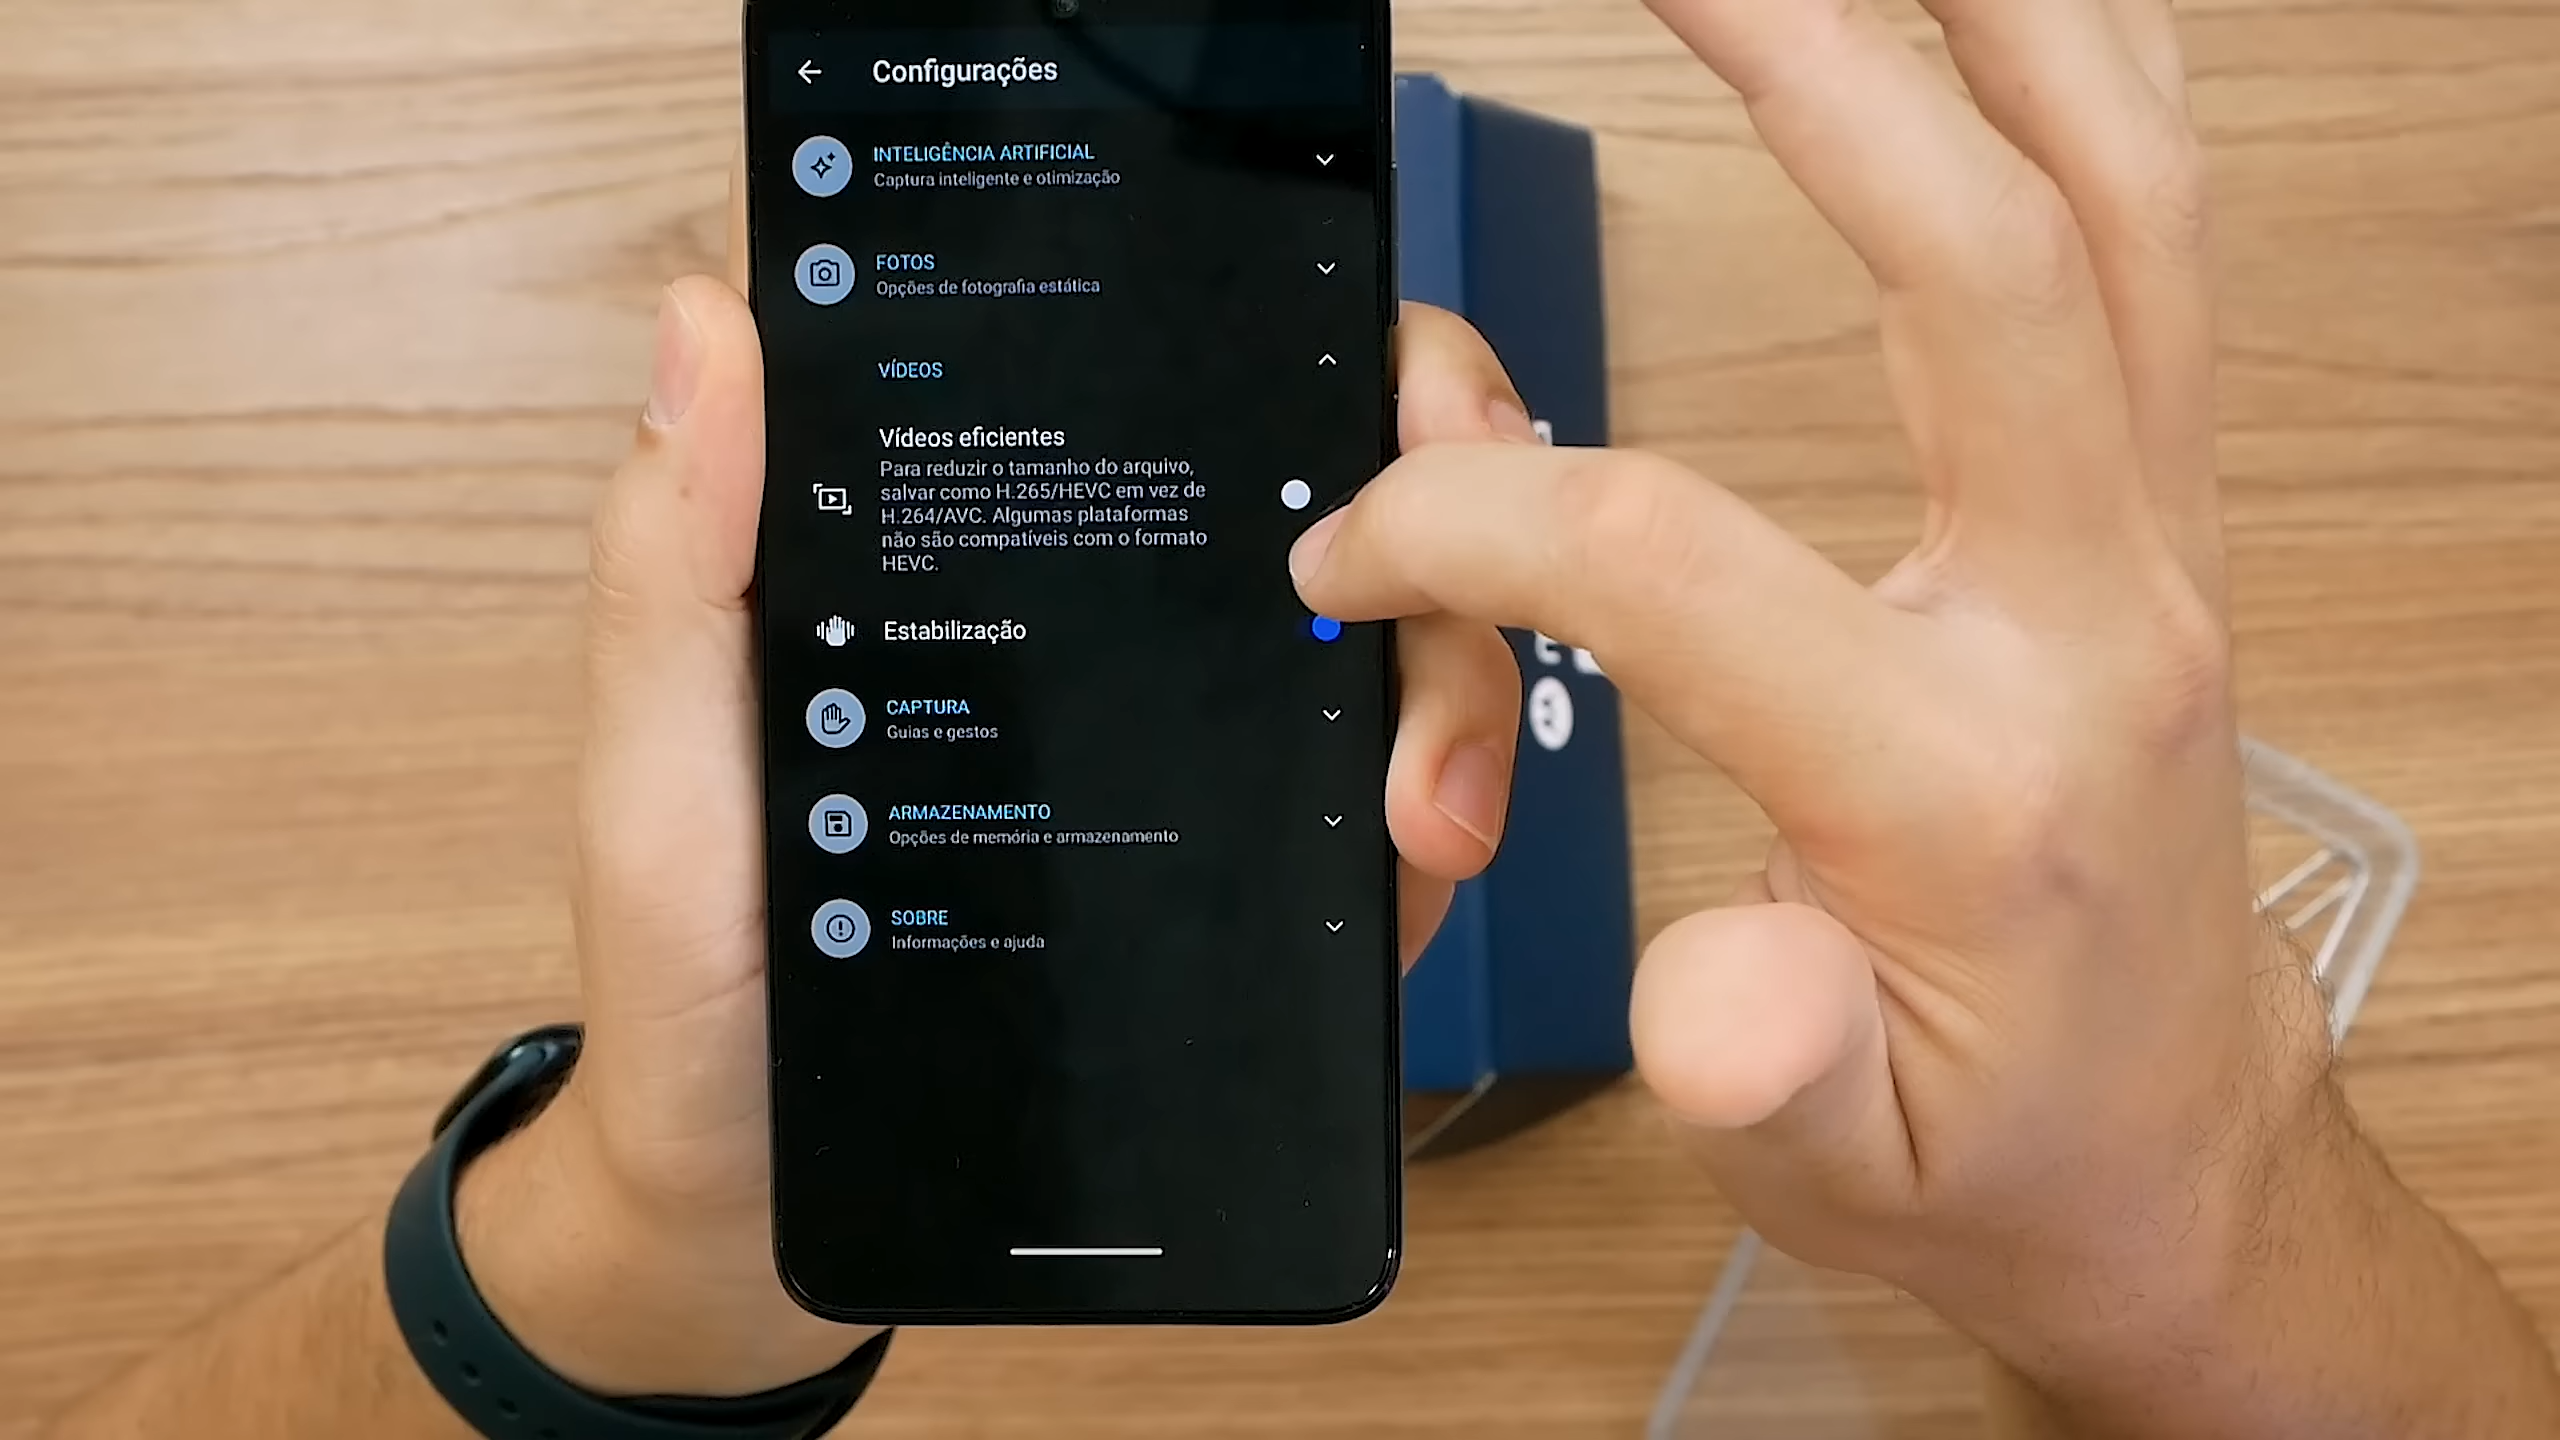 Configurações
INTELIGÊNCIA ARTIFICIAL
Captura inteligente e otimização
FOTOS
Opções de fotografia estática
VÍDEOS
Vídeos eficientes
Para reduzir o tamanho do arquivo,
salvar como H.265/HEVC em vez de
H.264/AVC. Algumas plataformas
não são compatíveis com o formato
HEVC.
Estabilização
CAPTURA
Guias e gestos
ARMAZENAMENTO
Opções de memória e armazenamento
SOBRE
Informações e ajuda